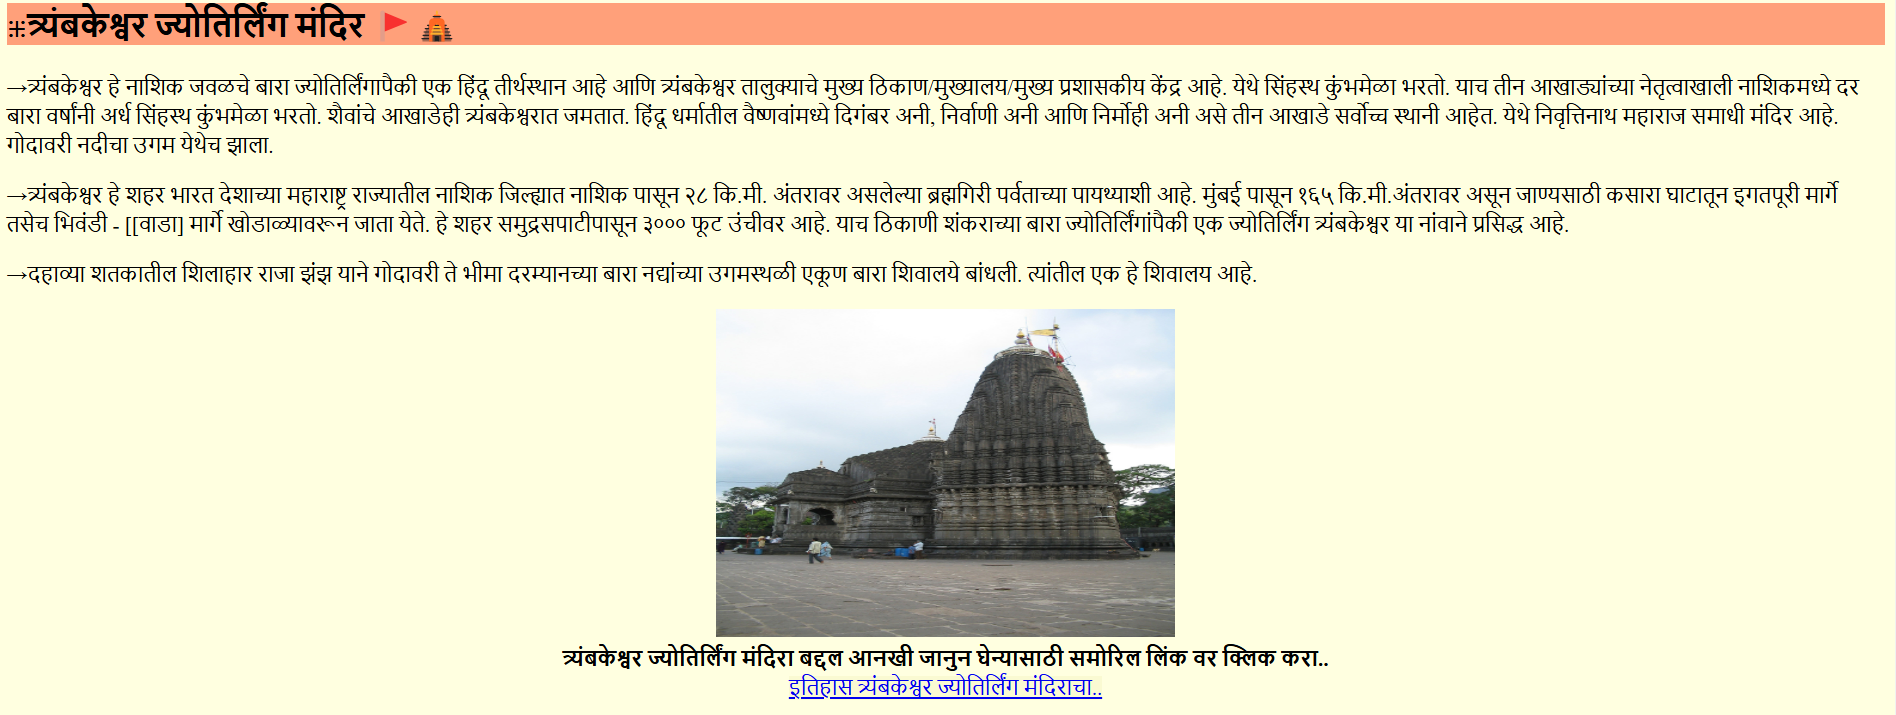 ⁜त्र्यंबकेश्वर ज्योतिर्लिंग मंदिर 🚩 🛕
→त्र्यंबकेश्वर हे नाशिक जवळचे बारा ज्योतिर्लिंगापैकी एक हिंदू तीर्थस्थान आहे आणि त्र्यंबकेश्वर तालुक्याचे मुख्य ठिकाण/मुख्यालय/मुख्य प्रशासकीय केंद्र आहे. येथे सिंहस्थ कुंभमेळा भरतो. याच तीन आखाड्यांच्या नेतृत्वाखाली नाशिकमध्ये दर
बारा वर्षांनी अर्ध सिंहस्थ कुंभमेळा भरतो. शैवांचे आखाडेही त्र्यंबकेश्वरात जमतात. हिंदू धर्मातील वैष्णवांमध्ये दिगंबर अनी, निर्वाणी अनी आणि निर्मोही अनी असे तीन आखाडे सर्वोच्च स्थानी आहेत. येथे निवृत्तिनाथ महाराज समाधी मंदिर आहे.
गोदावरी नदीचा उगम येथेच झाला.
→त्र्यंबकेश्वर हे शहर भारत देशाच्या महाराष्ट्र राज्यातील नाशिक जिल्ह्यात नाशिक पासून २८ कि.मी. अंतरावर असलेल्या ब्रह्मगिरी पर्वताच्या पायथ्याशी आहे. मुंबई पासून १६५ कि.मी.अंतरावर असून जाण्यसाठी कसारा घाटातून इगतपूरी मार्गे
तसेच भिवंडी - [[वाडा] मार्गे खोडाळ्यावरून जाता येते. हे शहर समुद्रसपाटीपासून ३००० फूट उंचीवर आहे. याच ठिकाणी शंकराच्या बारा ज्योतिर्लिंगांपैकी एक ज्योतिर्लिंग त्र्यंबकेश्वर या नांवाने प्रसिद्ध आहे.
→दहाव्या शतकातील शिलाहार राजा झंझ याने गोदावरी ते भीमा दरम्यानच्या बारा नद्यांच्या उगमस्थळी एकूण बारा शिवालये बांधली. त्यांतील एक हे शिवालय आहे.
त्र्यंबकेश्वर ज्योतिर्लिंग मंदिरा बद्दल आनखी जानुन घेन्यासाठी समोरिल लिंक वर क्लिक करा..
इतिहास त्र्यंबकेश्वर ज्योतिर्लिंग मंदिराचा..